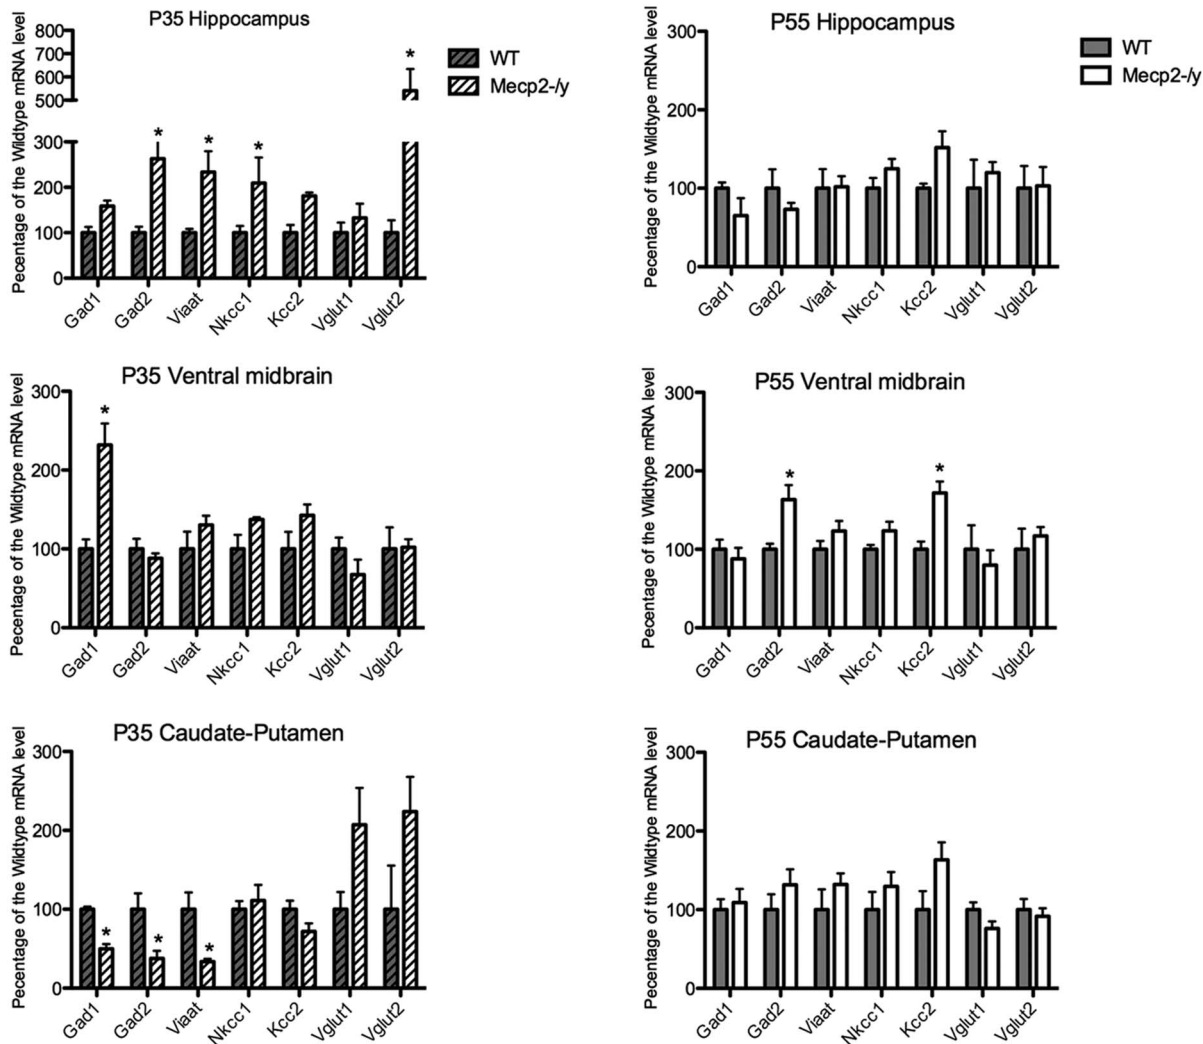 P35 Hippocampus
Pecentage of the Wildtype mRNA level
800
700
600
500
300
200
100
0
*
*
*
*
WT
Mecp2-/y
Gad1
Gad2
Viaat
Nkcc1
Kcc2
Vglut1
Vglut2
P55 Hippocampus
Pecentage of the Wildtype mRNA level
300
200
100
0
WT
Mecp2-/y
Gad1
Gad2
Viaat
Nkcc1
Kcc2
Vglut1
Vglut2
P35 Ventral midbrain
Pecentage of the Wildtype mRNA level
300
200
100
0
*
Gad1
Gad2
Viaat
Nkcc1
Kcc2
Vglut1
Vglut2
P55 Ventral midbrain
Pecentage of the Wildtype mRNA level
300
200
100
0
*
*
Gad1
Gad2
Viaat
Nkcc1
Kcc2
Vglut1
Vglut2
P35 Caudate-Putamen
Pecentage of the Wildtype mRNA level
300
200
100
0
*
*
*
Gad1
Gad2
Viaat
Nkcc1
Kcc2
Vglut1
Vglut2
P55 Caudate-Putamen
Pecentage of the Wildtype mRNA level
300
200
100
0
Gad1
Gad2
Viaat
Nkcc1
Kcc2
Vglut1
Vglut2